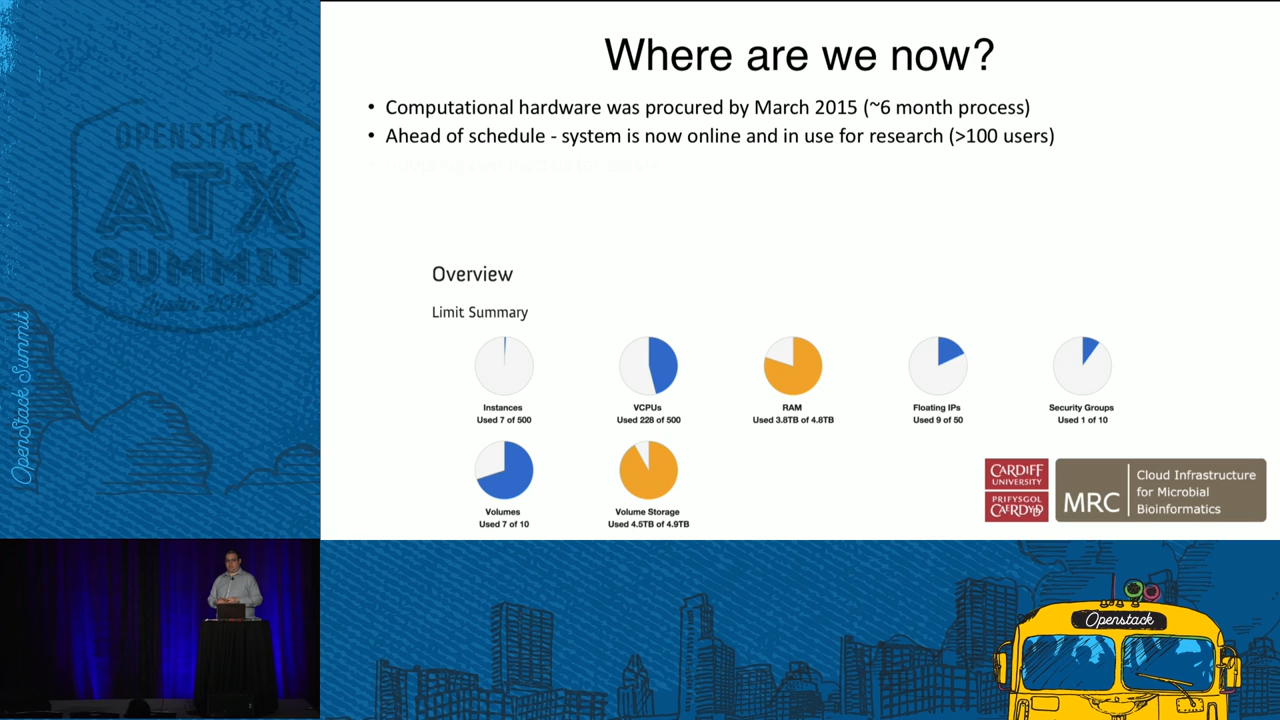 Where are we now?
• Computational hardware was procured by March 2015 (~6 month process)
• Ahead of schedule - system is now online and in use for research (>100 users)
OPENSTACK
ATX
SUMMIT
Austin 2016
OpenStack Summit
Overview
Limit Summary
Instances
Used 7 of 500
VCPUs
Used 228 of 500
RAM
Used 3.8TB of 4.8TB
Floating IPs
Used 9 of 50
Security Groups
Used 1 of 10
Volumes
Used 7 of 10
Volume Storage
Used 4.5TB of 4.9TB
CARDIFF
UNIVERSITY
PRIFYSGOL
CAERDYDD
MRC
Cloud Infrastructure
for Microbial
Bioinformatics
Openstack